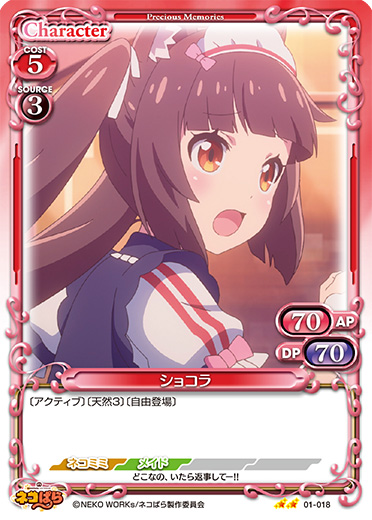 Precious Memories
Character
COST
5
SOURCE
3
70 AP
DP 70
ショコラ
〔アクティブ〕〔天然3〕〔自由登場〕
ネコミミ メイド
どこなの、いたら返事してー!!
ネコぱら
©NEKO WORKs/ネコぱら製作委員会 01-018